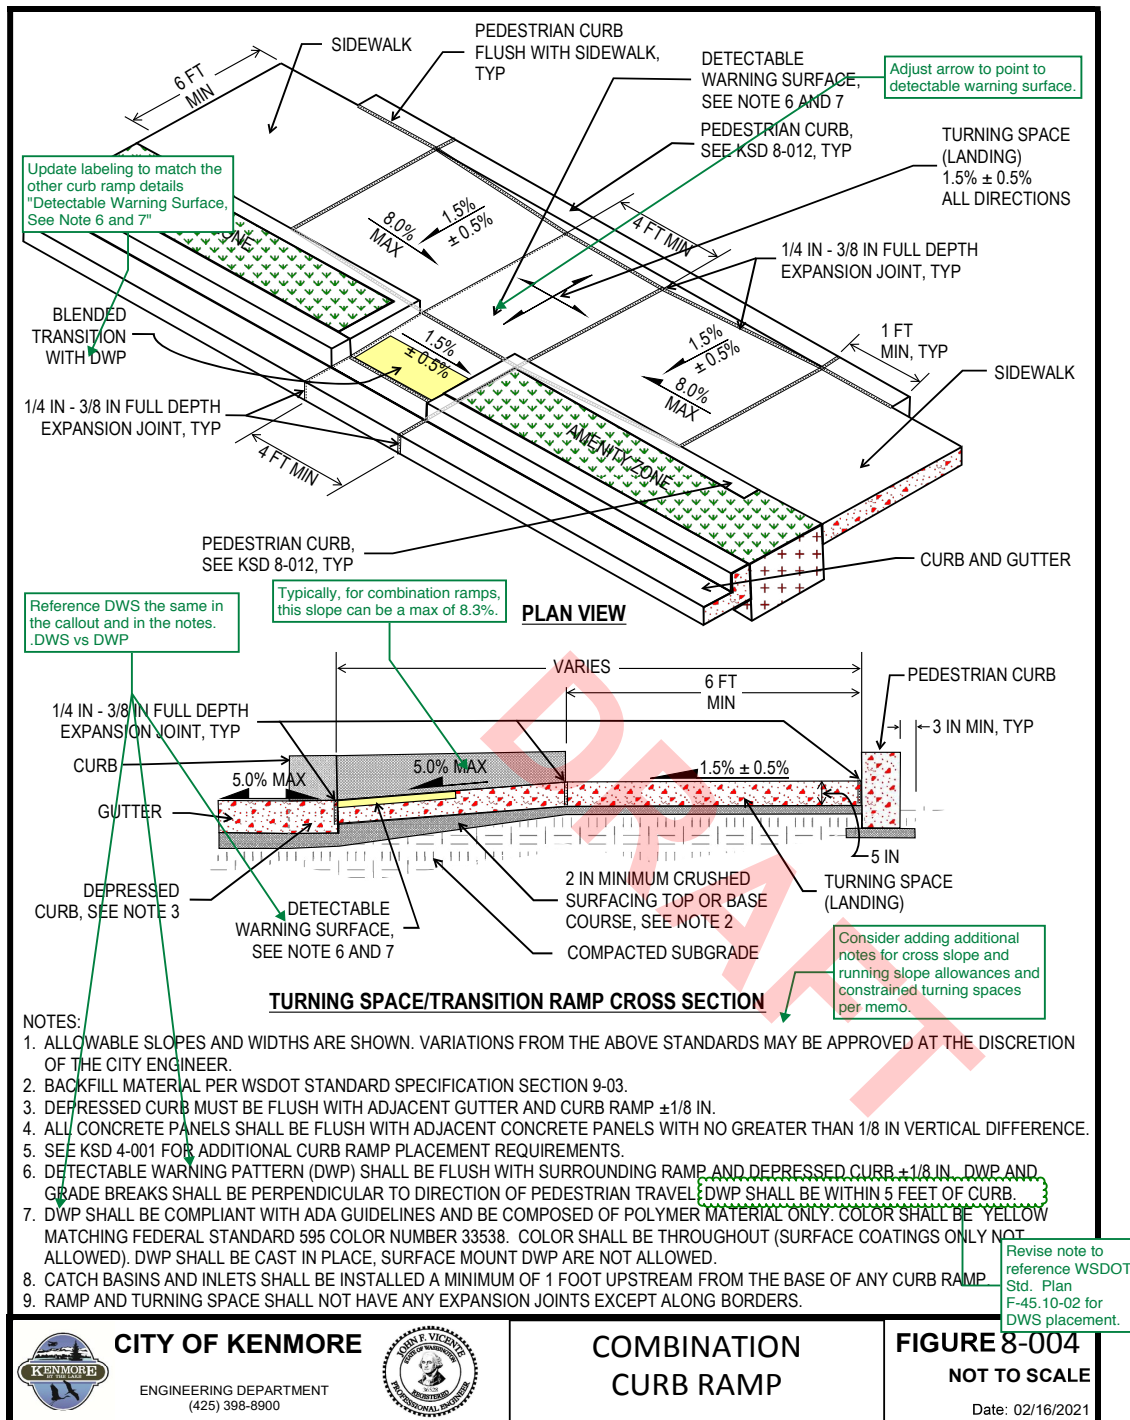 SIDEWALK
PEDESTRIAN CURB
FLUSH WITH SIDEWALK,
TYP
6 FT
MIN
DETECTABLE
WARNING SURFACE,
SEE NOTE 6 AND 7
Adjust arrow to point to
detectable warning surface.
PEDESTRIAN CURB,
SEE KSD 8-012, TYP
TURNING SPACE
(LANDING)
1.5% ± 0.5%
ALL DIRECTIONS
Update labeling to match the
other curb ramp details
"Detectable Warning Surface,
See Note 6 and 7"
ONE
8.0%
MAX
1.5%
± 0.5%
4 FT MIN
1/4 IN - 3/8 IN FULL DEPTH
EXPANSION JOINT, TYP
BLENDED
TRANSITION
WITH DWP
1.5%
± 0.5%
1.5%
± 0.5%
8.0%
MAX
1 FT
MIN, TYP
SIDEWALK
1/4 IN - 3/8 IN FULL DEPTH
EXPANSION JOINT, TYP
4 FT MIN
AMENITY ZONE
PEDESTRIAN CURB,
SEE KSD 8-012, TYP
CURB AND GUTTER
Reference DWS the same in
the callout and in the notes.
.DWS vs DWP
Typically, for combination ramps,
this slope can be a max of 8.3%.
PLAN VIEW
VARIES
6 FT
MIN
PEDESTRIAN CURB
3 IN MIN, TYP
1/4 IN - 3/8 IN FULL DEPTH
EXPANSION JOINT, TYP
CURB
5.0% MAX
5.0% MAX
1.5% ± 0.5%
GUTTER
5 IN
DEPRESSED
CURB, SEE NOTE 3
DETECTABLE
WARNING SURFACE,
SEE NOTE 6 AND 7
2 IN MINIMUM CRUSHED
SURFACING TOP OR BASE
COURSE, SEE NOTE 2
COMPACTED SUBGRADE
TURNING SPACE
(LANDING)
DRAFT
Consider adding additional
notes for cross slope and
running slope allowances and
constrained turning spaces
per memo.
TURNING SPACE/TRANSITION RAMP CROSS SECTION
NOTES:
1. ALLOWABLE SLOPES AND WIDTHS ARE SHOWN. VARIATIONS FROM THE ABOVE STANDARDS MAY BE APPROVED AT THE DISCRETION
OF THE CITY ENGINEER.
2. BACKFILL MATERIAL PER WSDOT STANDARD SPECIFICATION SECTION 9-03.
3. DEPRESSED CURB MUST BE FLUSH WITH ADJACENT GUTTER AND CURB RAMP ±1/8 IN.
4. ALL CONCRETE PANELS SHALL BE FLUSH WITH ADJACENT CONCRETE PANELS WITH NO GREATER THAN 1/8 IN VERTICAL DIFFERENCE.
5. SEE KSD 4-001 FOR ADDITIONAL CURB RAMP PLACEMENT REQUIREMENTS.
6. DETECTABLE WARNING PATTERN (DWP) SHALL BE FLUSH WITH SURROUNDING RAMP AND DEPRESSED CURB ±1/8 IN. DWP AND
GRADE BREAKS SHALL BE PERPENDICULAR TO DIRECTION OF PEDESTRIAN TRAVEL. DWP SHALL BE WITHIN 5 FEET OF CURB.
7. DWP SHALL BE COMPLIANT WITH ADA GUIDELINES AND BE COMPOSED OF POLYMER MATERIAL ONLY. COLOR SHALL BE YELLOW
MATCHING FEDERAL STANDARD 595 COLOR NUMBER 33538. COLOR SHALL BE THROUGHOUT (SURFACE COATINGS ONLY NOT
ALLOWED). DWP SHALL BE CAST IN PLACE, SURFACE MOUNT DWP ARE NOT ALLOWED.
8. CATCH BASINS AND INLETS SHALL BE INSTALLED A MINIMUM OF 1 FOOT UPSTREAM FROM THE BASE OF ANY CURB RAMP.
9. RAMP AND TURNING SPACE SHALL NOT HAVE ANY EXPANSION JOINTS EXCEPT ALONG BORDERS.
Revise note to
reference WSDOT
Std. Plan
F-45.10-02 for
DWS placement.
KENMORE
BY THE LAKE
CITY OF KENMORE
ENGINEERING DEPARTMENT
(425) 398-8900
JOHN F. VICENTE
STATE OF WASHINGTON
36528
REGISTERED
PROFESSIONAL ENGINEER
COMBINATION
CURB RAMP
FIGURE 8-004
NOT TO SCALE
Date: 02/16/2021